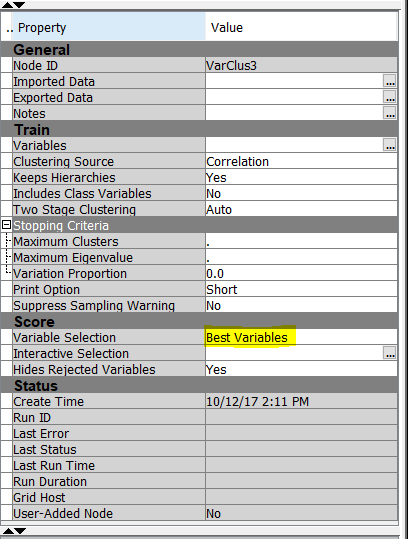 .. Property Value
General
Node ID VarClus3
Imported Data ...
Exported Data ...
Notes ...
Train
Variables ...
Clustering Source Correlation
Keeps Hierarchies Yes
Includes Class Variables No
Two Stage Clustering Auto
Stopping Criteria
Maximum Clusters .
Maximum Eigenvalue .
Variation Proportion 0.0
Print Option Short
Suppress Sampling Warning No
Score
Variable Selection Best Variables
Interactive Selection ...
Hides Rejected Variables Yes
Status
Create Time 10/12/17 2:11 PM
Run ID
Last Error
Last Status
Last Run Time
Run Duration
Grid Host
User-Added Node No